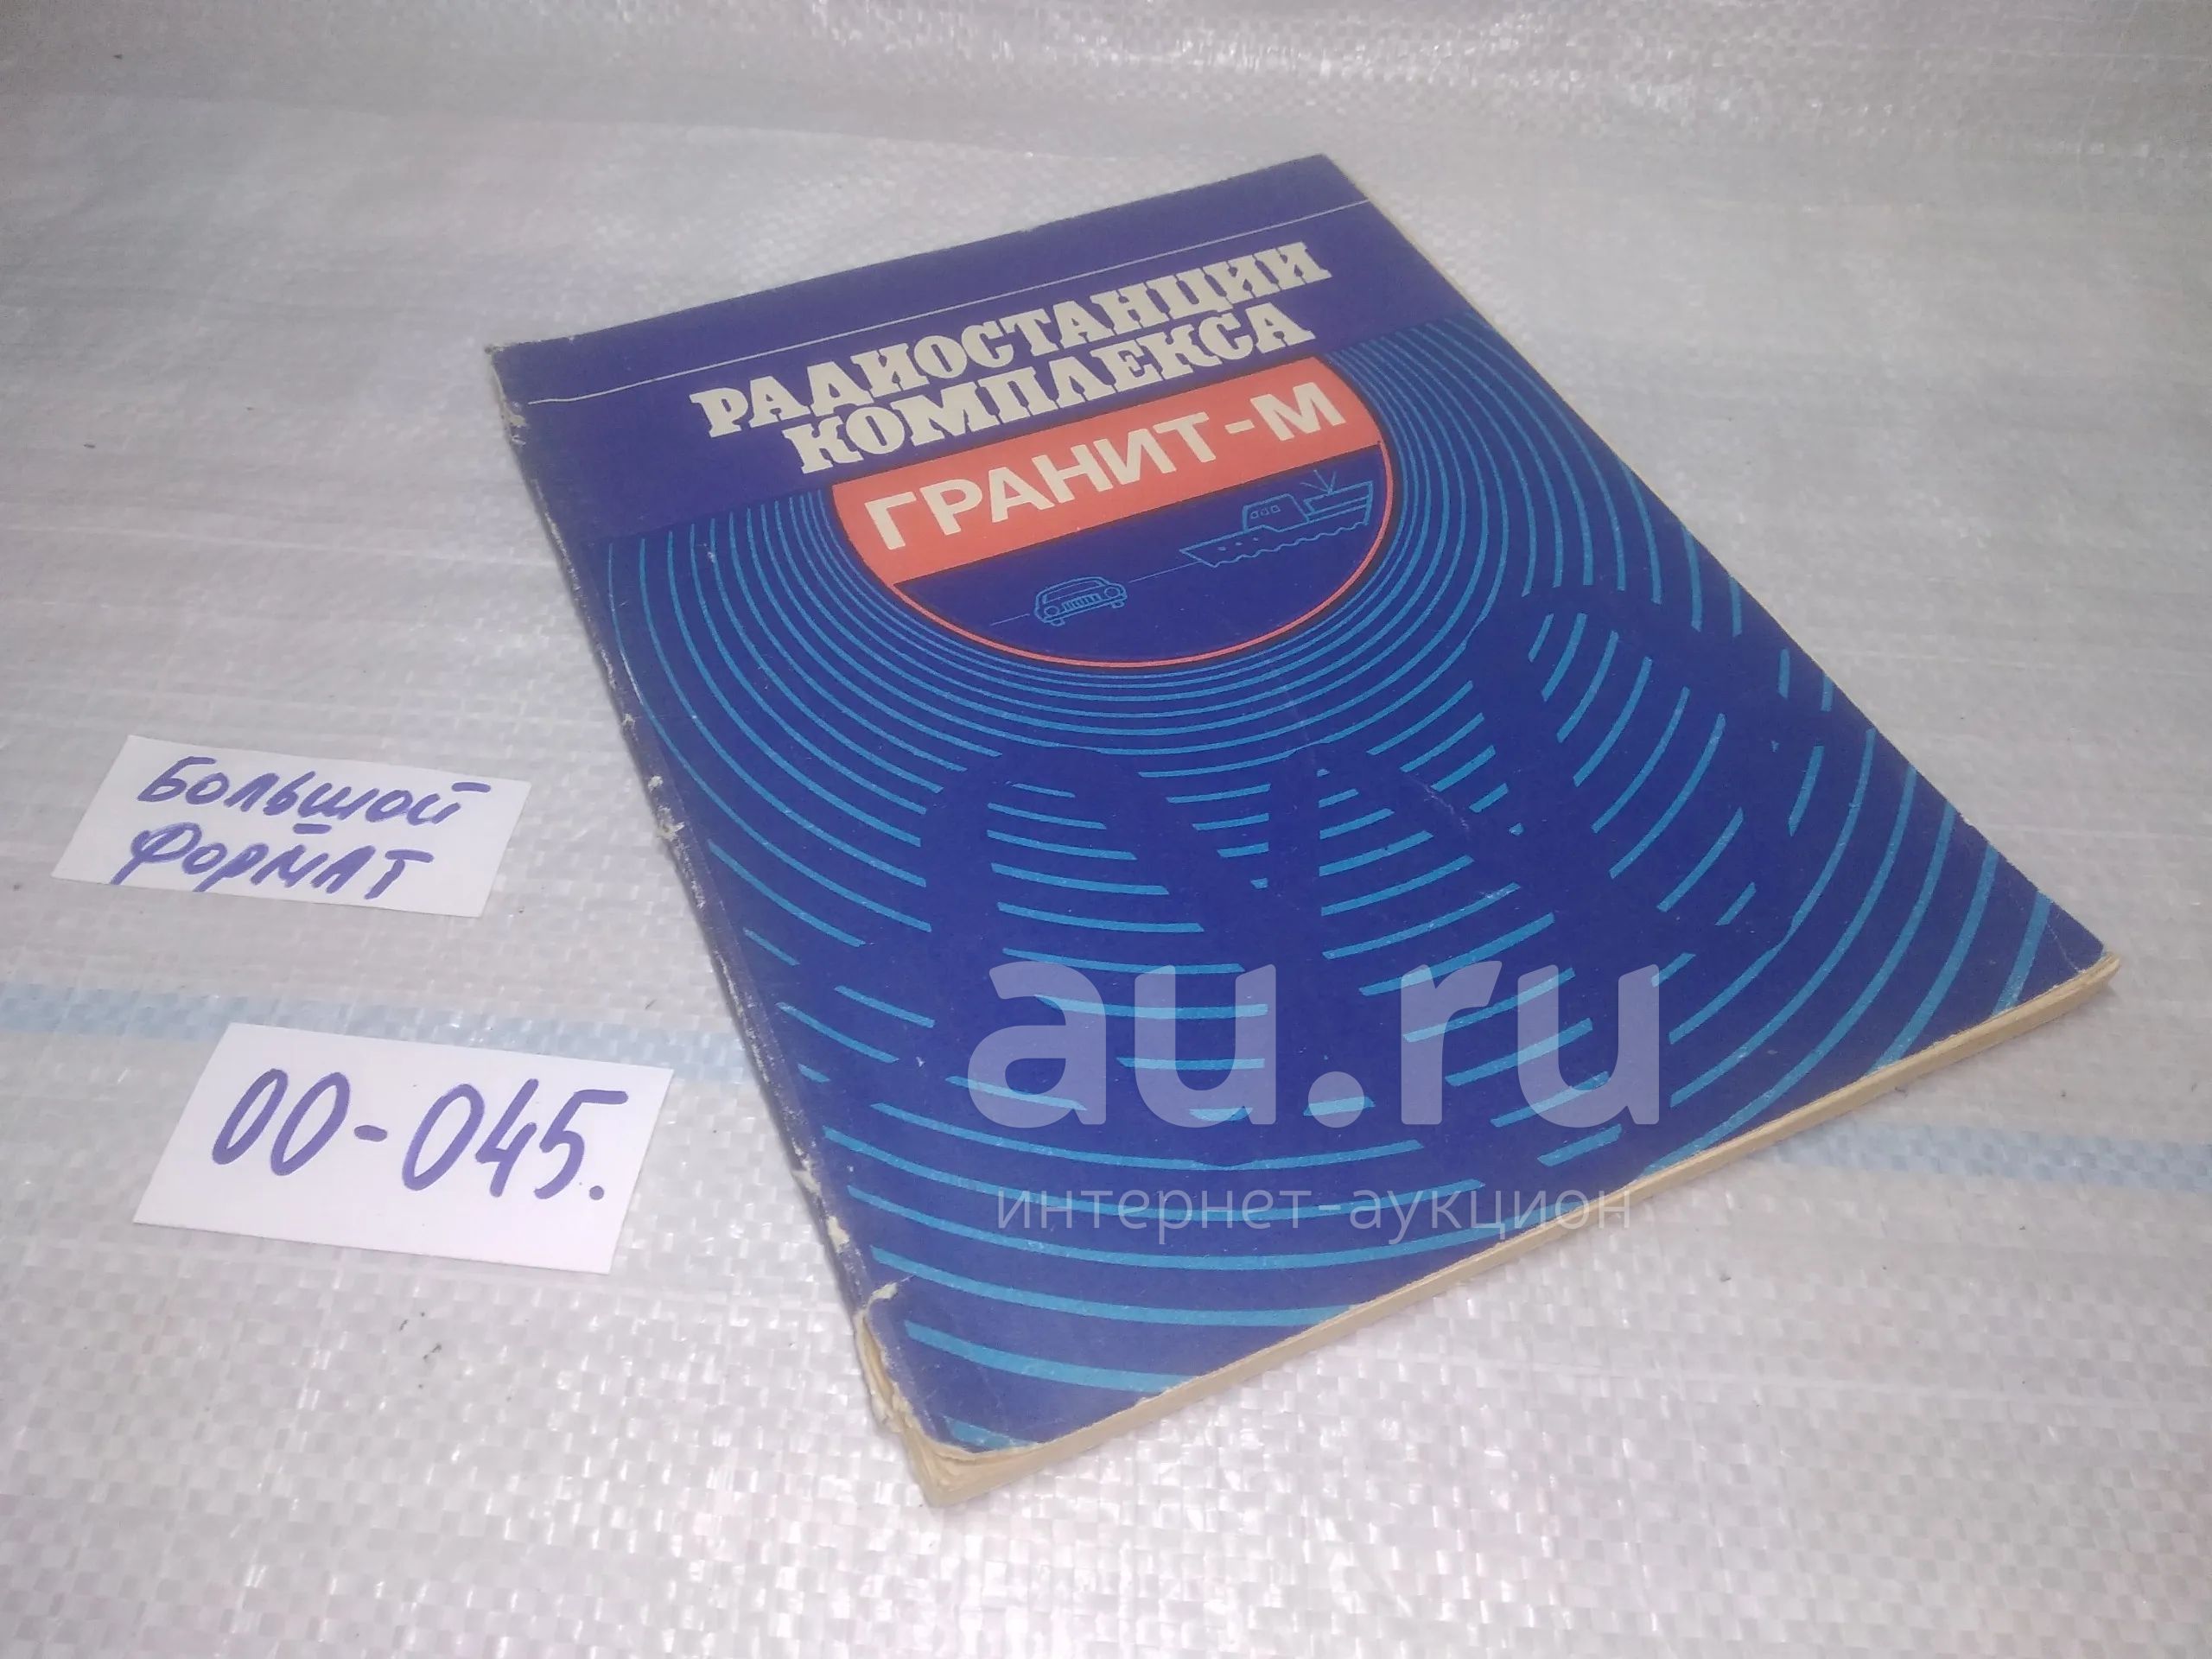 РАДИОСТАНЦИИ
КОМПЛЕКСА
ГРАНИТ-М
БОЛЬШОЙ
ФОРМАТ
00-045.
au.ru
интернет-аукцион